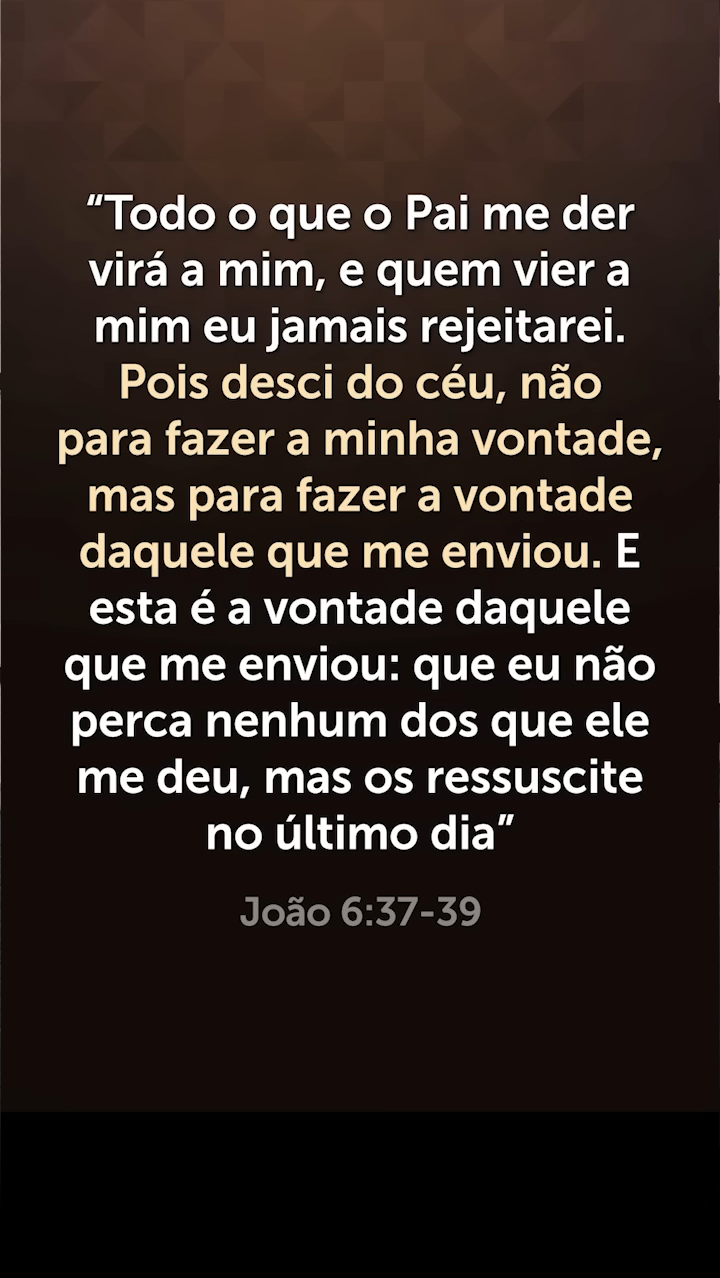 “Todo o que o Pai me der
virá a mim, e quem vier a
mim eu jamais rejeitarei.
Pois desci do céu, não
para fazer a minha vontade,
mas para fazer a vontade
daquele que me enviou. E
esta é a vontade daquele
que me enviou: que eu não
perca nenhum dos que ele
me deu, mas os ressuscite
no último dia”
João 6:37-39